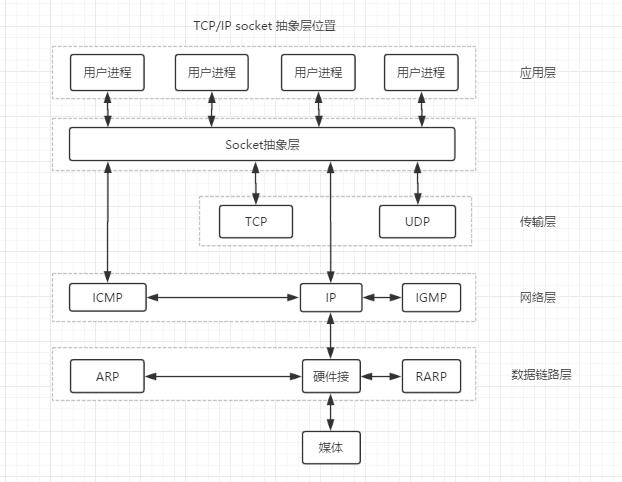 TCP/IP socket 抽象层位置
用户进程 用户进程 用户进程 用户进程 应用层
Socket抽象层
TCP UDP 传输层
ICMP IP IGMP 网络层
ARP 硬件接 RARP 数据链路层
媒体